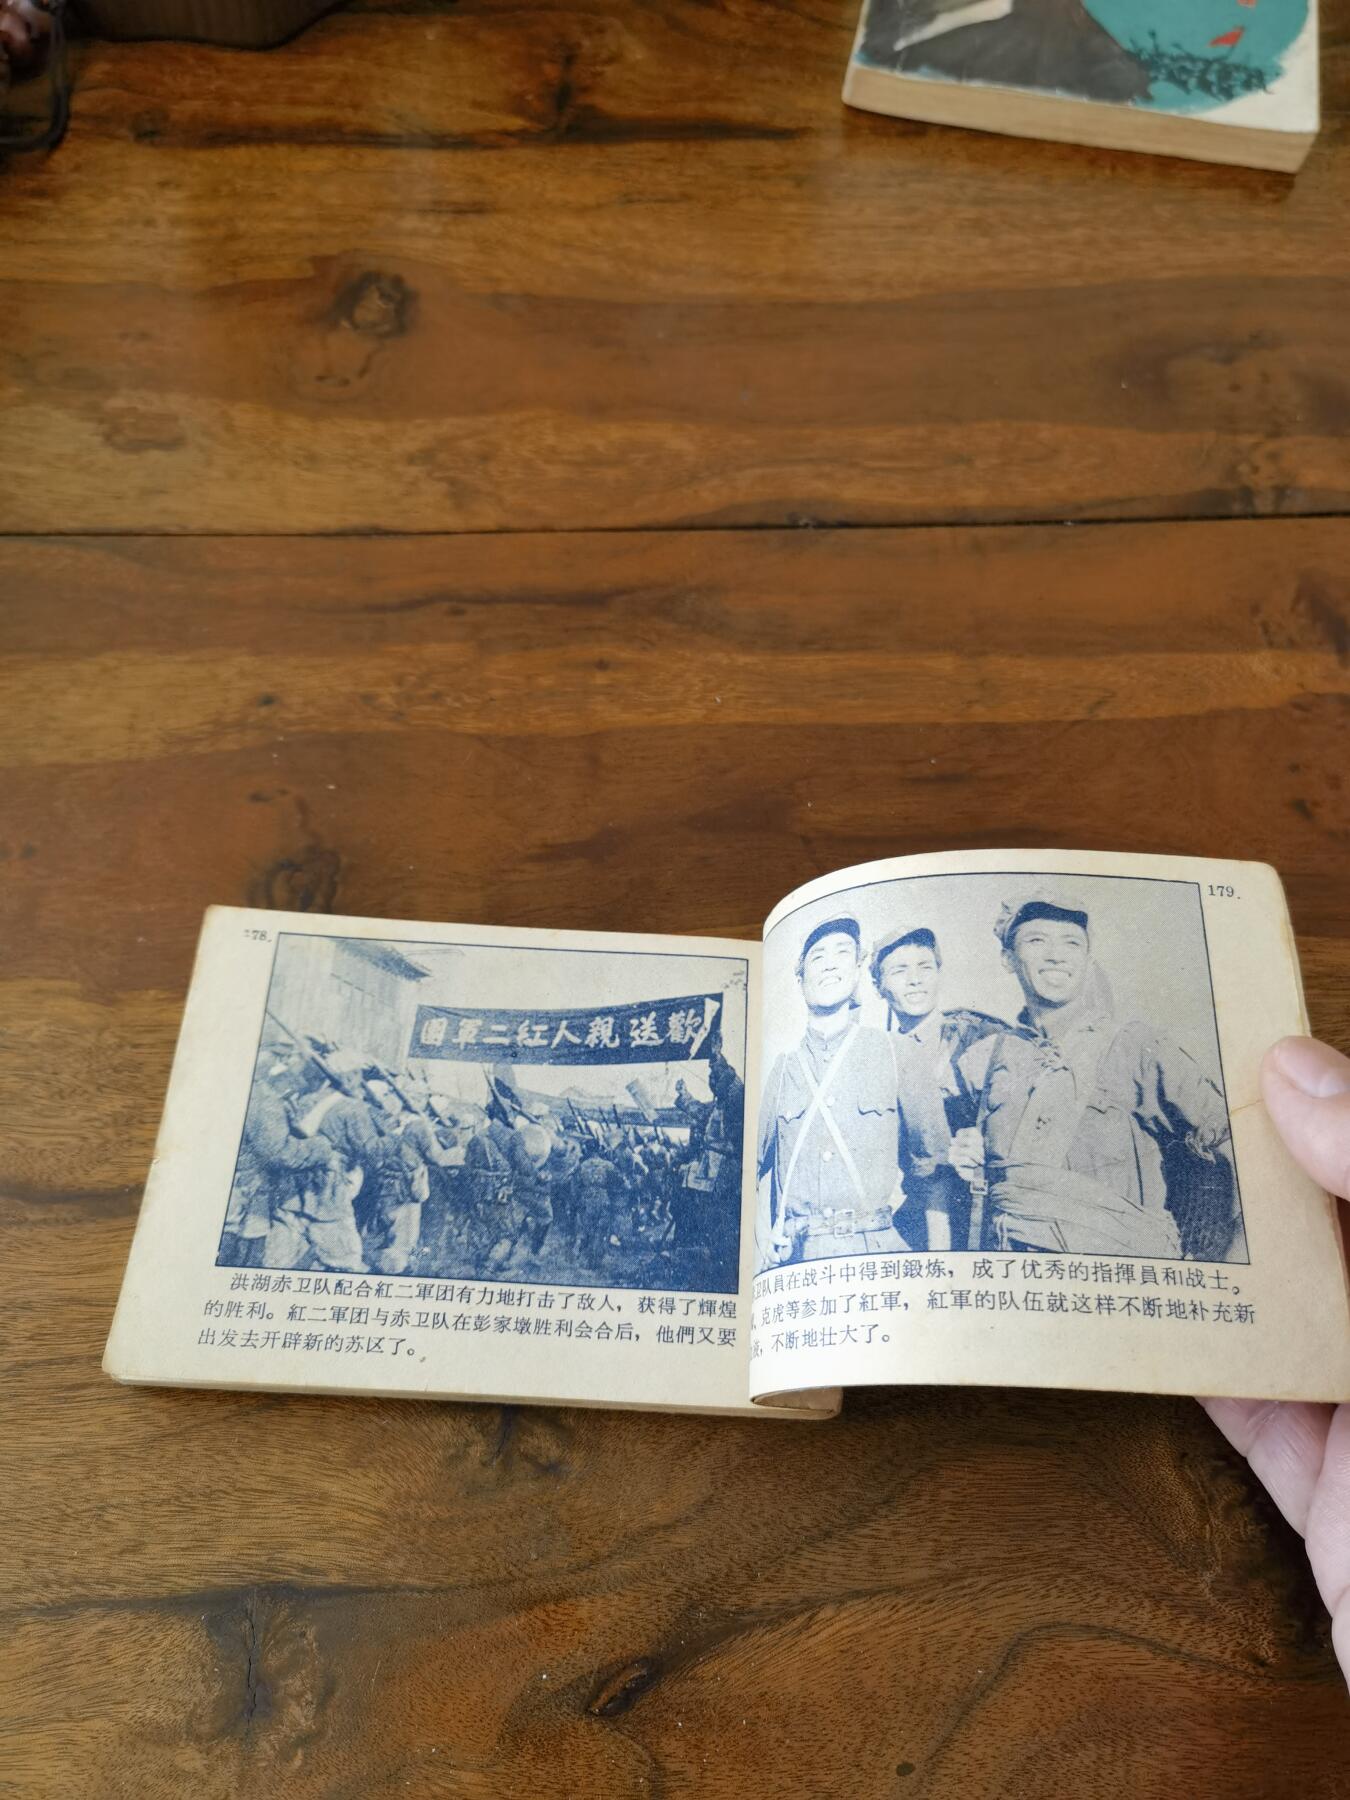 178.
歡送親人紅二軍團
洪湖赤卫队配合紅二軍团有力地打击了敌人，获得了輝煌
的胜利。紅二軍团与赤卫队在彭家墩胜利会合后，他們又要
出发去开辟新的苏区了。
179.
卫队員在战斗中得到鍛炼，成了优秀的指揮員和战士。
、克虎等参加了紅軍，紅軍的队伍就这样不断地补充新
，不断地壮大了。